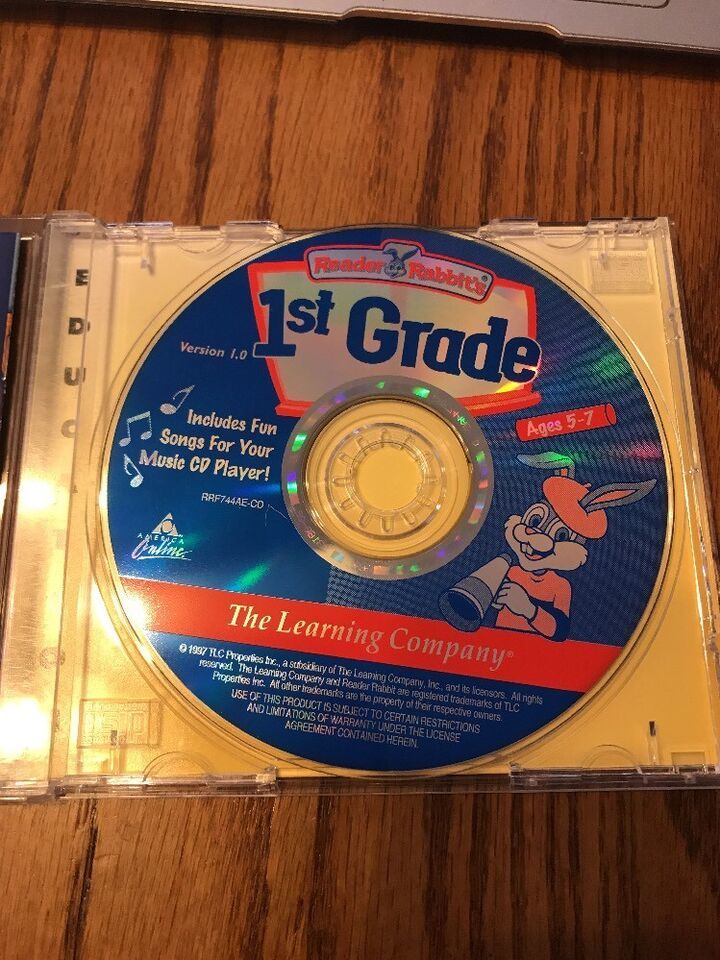 Reader Rabbit's®
1st Grade
Version 1.0
Ages 5-7
Includes Fun
Songs For Your
Music CD Player!
RRF744AE-CD
AMERICA
Online
The Learning Company®
© 1997 TLC Properties Inc., a subsidiary of The Learning Company, Inc., and its licensors. All rights
reserved. The Learning Company and Reader Rabbit are registered trademarks of TLC
Properties Inc. All other trademarks are the property of their respective owners.
USE OF THIS PRODUCT IS SUBJECT TO CERTAIN RESTRICTIONS
AND LIMITATIONS OF WARRANTY UNDER THE LICENSE
AGREEMENT CONTAINED HEREIN.
E
D
U